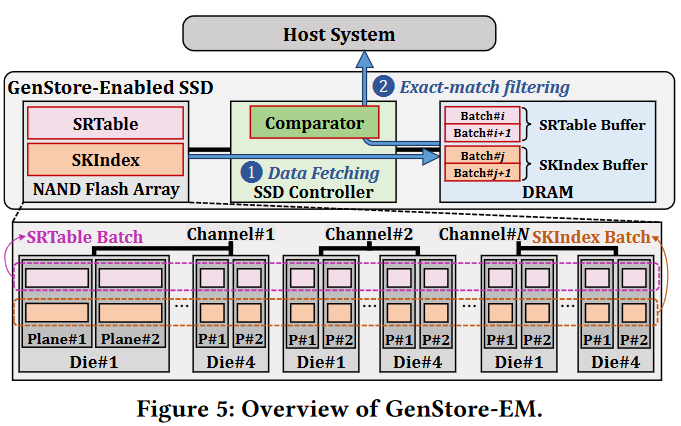 Host System
GenStore-Enabled SSD
2 Exact-match filtering
SRTable
SKIndex
NAND Flash Array
Comparator
1 Data Fetching
SSD Controller
Batch#i
Batch#i+1
SRTable Buffer
Batch#j
Batch#j+1
SKIndex Buffer
DRAM
SRTable Batch
Channel#1
Channel#2
Channel#N
SKIndex Batch
... ... ... ...
Plane#1 Plane#2 P#1 P#2 P#1 P#2 P#1 P#2 P#1 P#2 P#1 P#2
Die#1 Die#4 Die#1 Die#4 Die#1 Die#4
Figure 5: Overview of GenStore-EM.